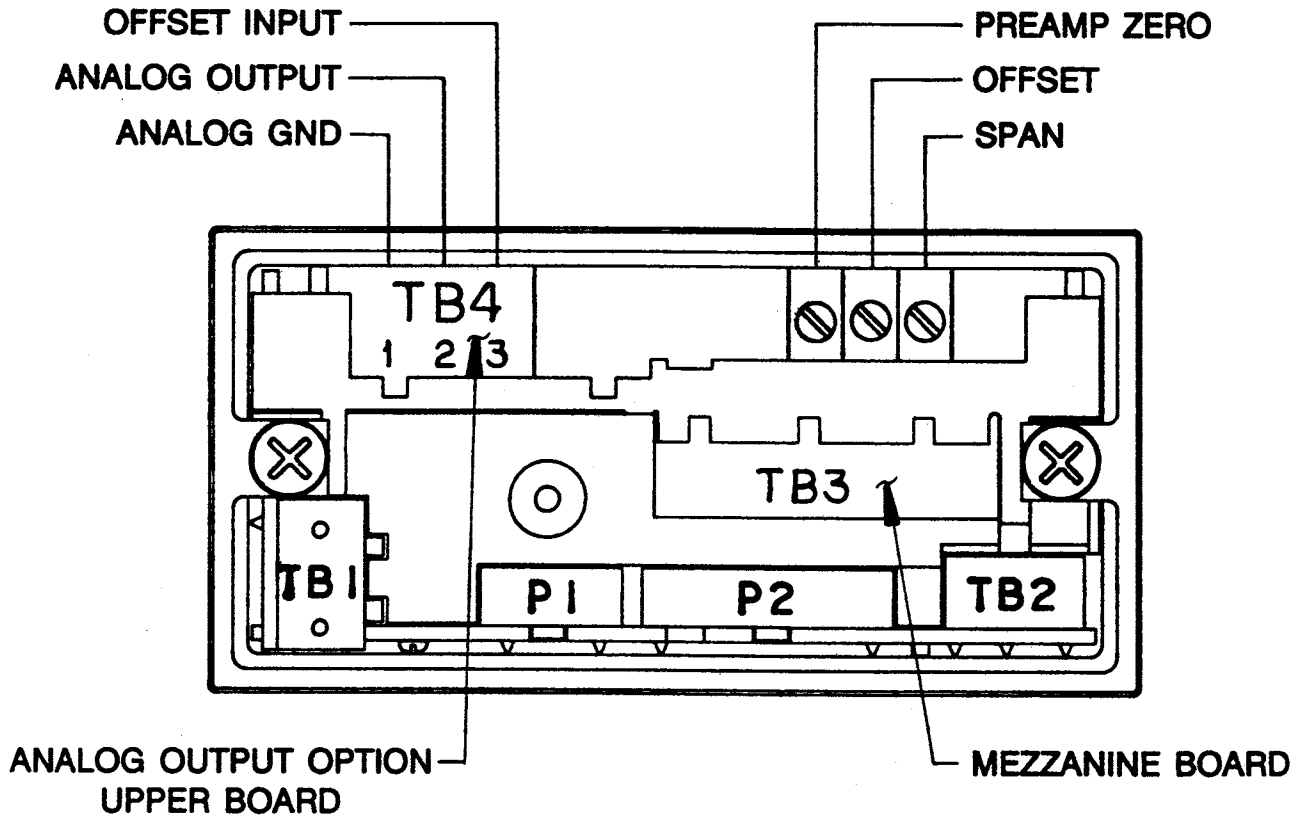 OFFSET INPUT
PREAMP ZERO
ANALOG OUTPUT
OFFSET
ANALOG GND
SPAN
TB4
1 2 3
TB3
TB1
P1
P2
TB2
ANALOG OUTPUT OPTION
UPPER BOARD
MEZZANINE BOARD